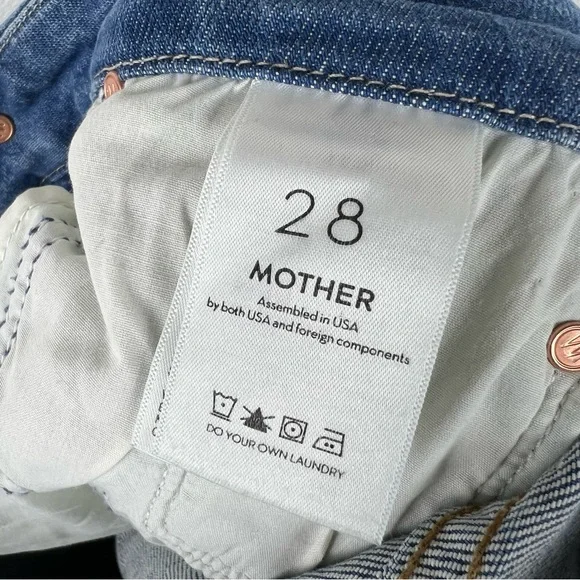 28
MOTHER
Assembled in USA
by both USA and foreign components
DO YOUR OWN LAUNDRY